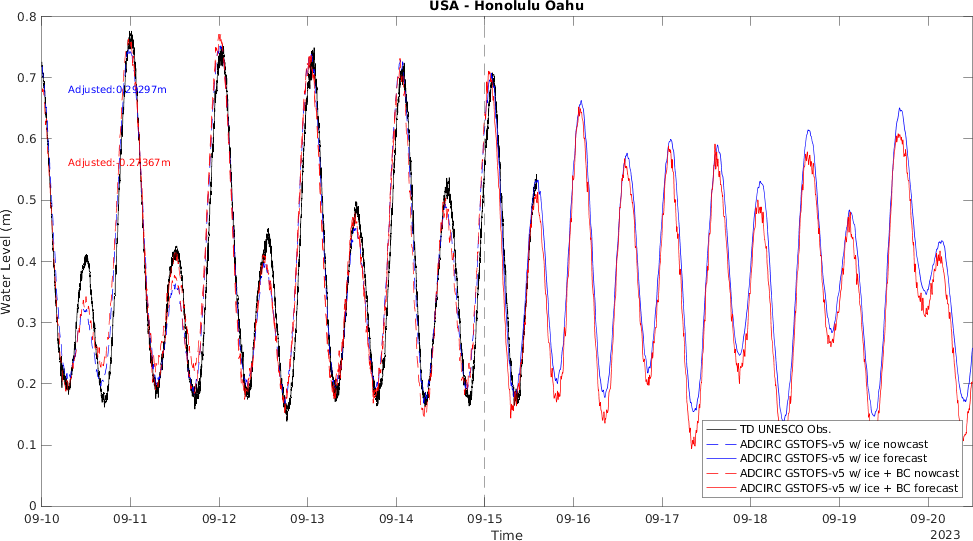 USA - Honolulu Oahu
0.8
0.7
0.6
0.5
0.4
0.3
0.2
0.1
0
Water Level (m)
Adjusted:0.29297m
Adjusted:-0.27367m
TD UNESCO Obs.
ADCIRC GSTOFS-v5 w/ ice nowcast
ADCIRC GSTOFS-v5 w/ ice forecast
ADCIRC GSTOFS-v5 w/ ice + BC nowcast
ADCIRC GSTOFS-v5 w/ ice + BC forecast
09-10 09-11 09-12 09-13 09-14 09-15 09-16 09-17 09-18 09-19 09-20
Time
2023